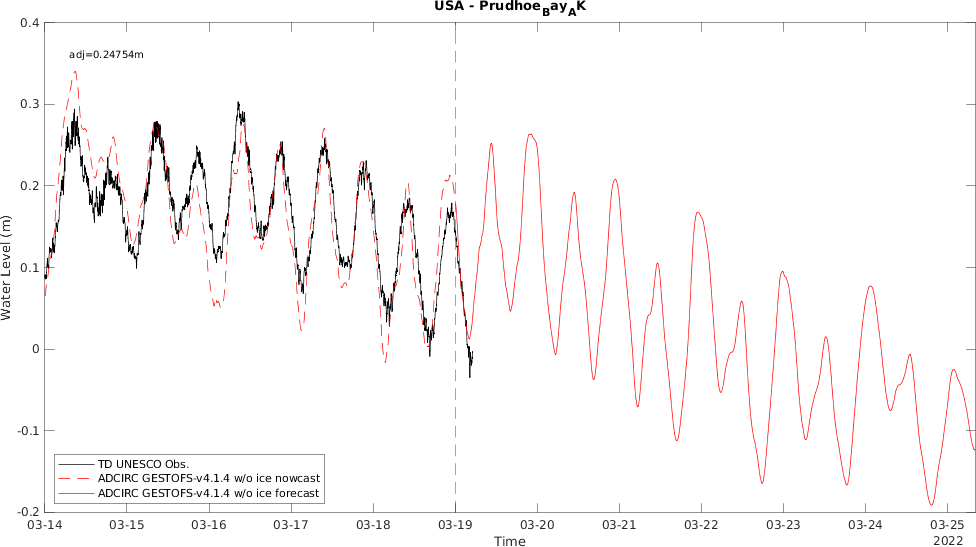 USA - Prudhoe_Bay_AK
adj=0.24754m
0.4
0.3
0.2
0.1
0
-0.1
-0.2
Water Level (m)
TD UNESCO Obs.
ADCIRC GESTOFS-v4.1.4 w/o ice nowcast
ADCIRC GESTOFS-v4.1.4 w/o ice forecast
03-14 03-15 03-16 03-17 03-18 03-19 03-20 03-21 03-22 03-23 03-24 03-25
Time
2022